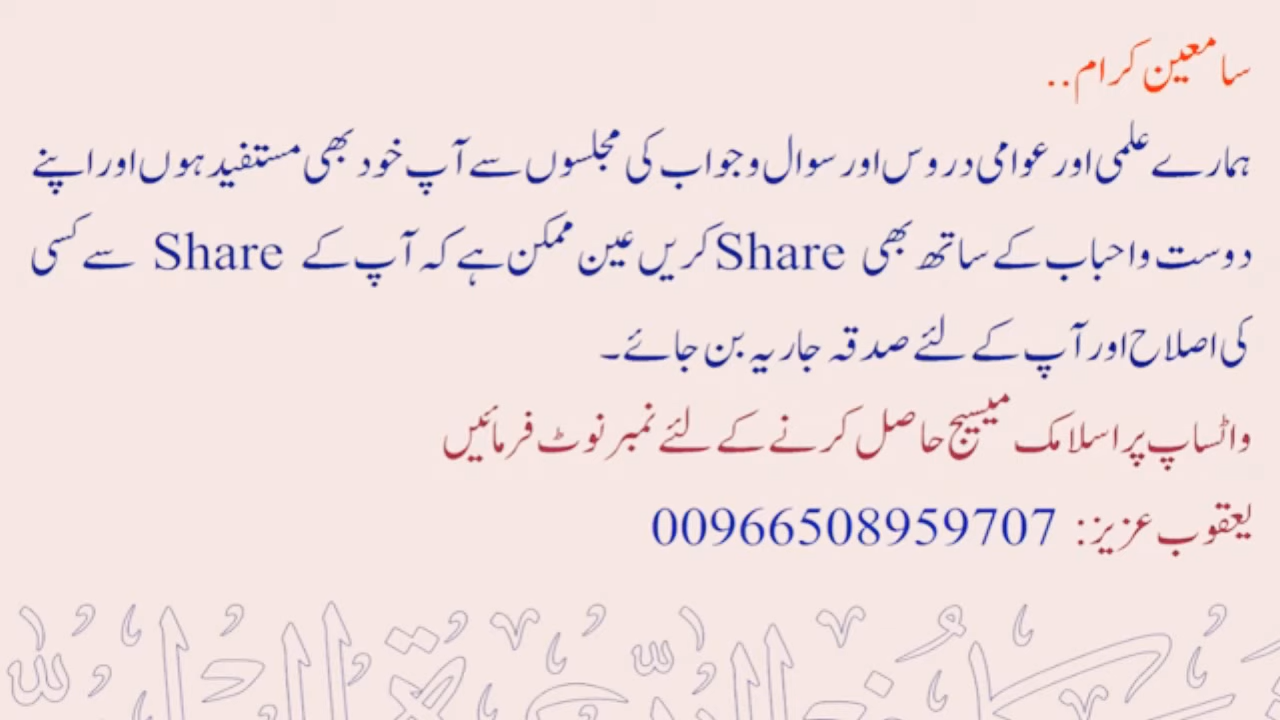 سامعین کرام..
ہمارے علمی اور عوامی دروس اور سوال وجواب کی مجلسوں سے آپ خود بھی مستفید ہوں اور اپنے
دوست واحباب کے ساتھ بھی Share کریں عین ممکن ہے کہ آپ کے Share سے کسی
کی اصلاح اور آپ کے لئے صدقہ جاریہ بن جائے۔
واٹساپ پر اسلامک میسیج حاصل کرنے کے لئے نمبر نوٹ فرمائیں
یعقوب عزیز: 00966508959707